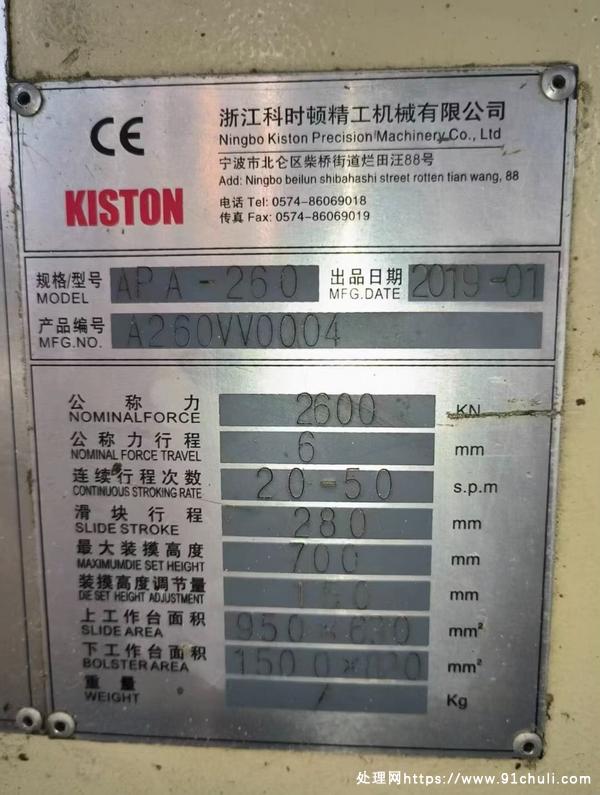 CE
浙江科时顿精工机械有限公司
Ningbo Kiston Precision Machinery Co., Ltd
KISTON
宁波市北仑区柴桥街道烂田汪88号
Add: Ningbo beilun shibahashi street rotten tian wang, 88
电话 Tel: 0574-86069018
传真 Fax: 0574-86069019
规格/型号 APA-260 出品日期 2019-01
MODEL MFG.DATE
产品编号 A260VV0004
MFG.NO.
公称力 2600 KN
NOMINALFORCE
公称力行程 6 mm
NOMINAL FORCE TRAVEL
连续行程次数 20-50 s.p.m
CONTINUOUS STROKING RATE
滑块行程 280 mm
SLIDE STROKE
最大装摸高度 700 mm
MAXIMUMDIE SET HEIGHT
装摸高度调节量 mm
DIE SET HEIGHT ADJUSTMENT
上工作台面积 mm²
SLIDE AREA
下工作台面积 mm²
BOLSTER AREA
重量 / Kg
WEIGHT
处理网https://www.91chuli.com/